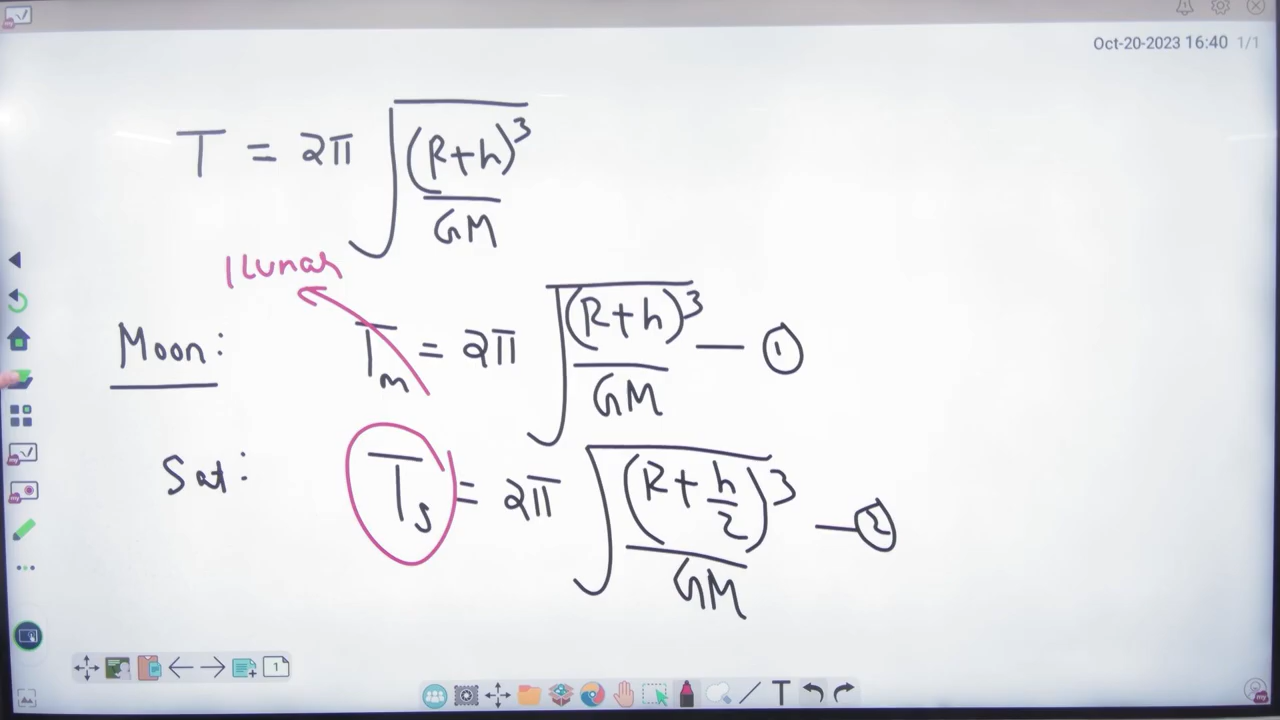 Oct-20-2023 16:40 1/1
T = 2π √((R+h)³/GM)
1 Lunar
Moon: Tₘ = 2π √((R+h)³/GM) — ①
Sat: Tₛ = 2π √((R+h/2)³/GM) — ②
1
T